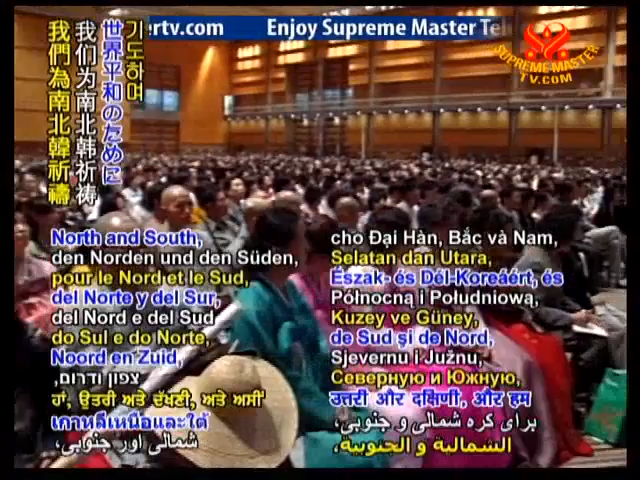 rtv.com
Enjoy Supreme Master Te
SUPREME MASTER
TV.COM
기도하며
世界平和のために
我们为南北韩祈祷
我們為南北韓祈禱
North and South,
den Norden und den Süden,
pour le Nord et le Sud,
del Norte y del Sur,
del Nord e del Sud
do Sul e do Norte,
Noord en Zuid,
צפון ודרום,
ਹਾਂ, ਉਤਰੀ ਅਤੇ ਦੱਖਣੀ, ਅਤੇ ਅਸੀਂ
เกาหลีเหนือและใต้
شمالی اور جنوبی،
cho Đại Hàn, Bắc và Nam,
Selatan dan Utara,
Észak- és Dél-Koreáért, és
Północną i Południową,
Kuzey ve Güney,
de Sud şi de Nord,
Sjevernu i Južnu,
Северную и Южную,
उत्तरी और दक्षिणी, और हम
برای کره شمالی و جنوبی،
الشمالية و الجنوبية،